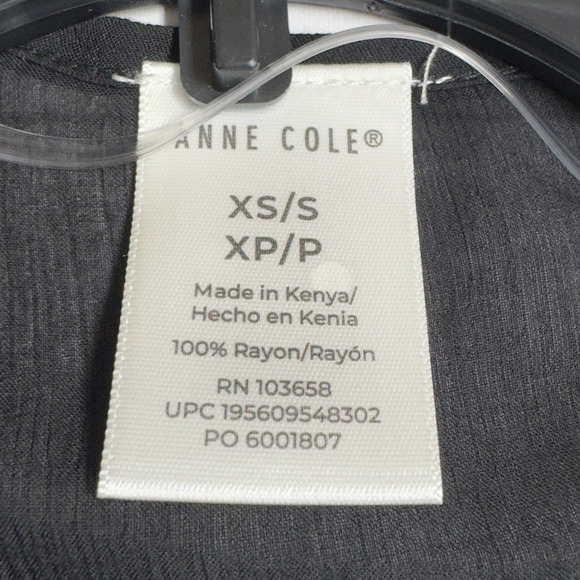 ANNE COLE®
XS/S
XP/P
Made in Kenya/
Hecho en Kenia
100% Rayon/Rayón
RN 103658
UPC 195609548302
PO 6001807